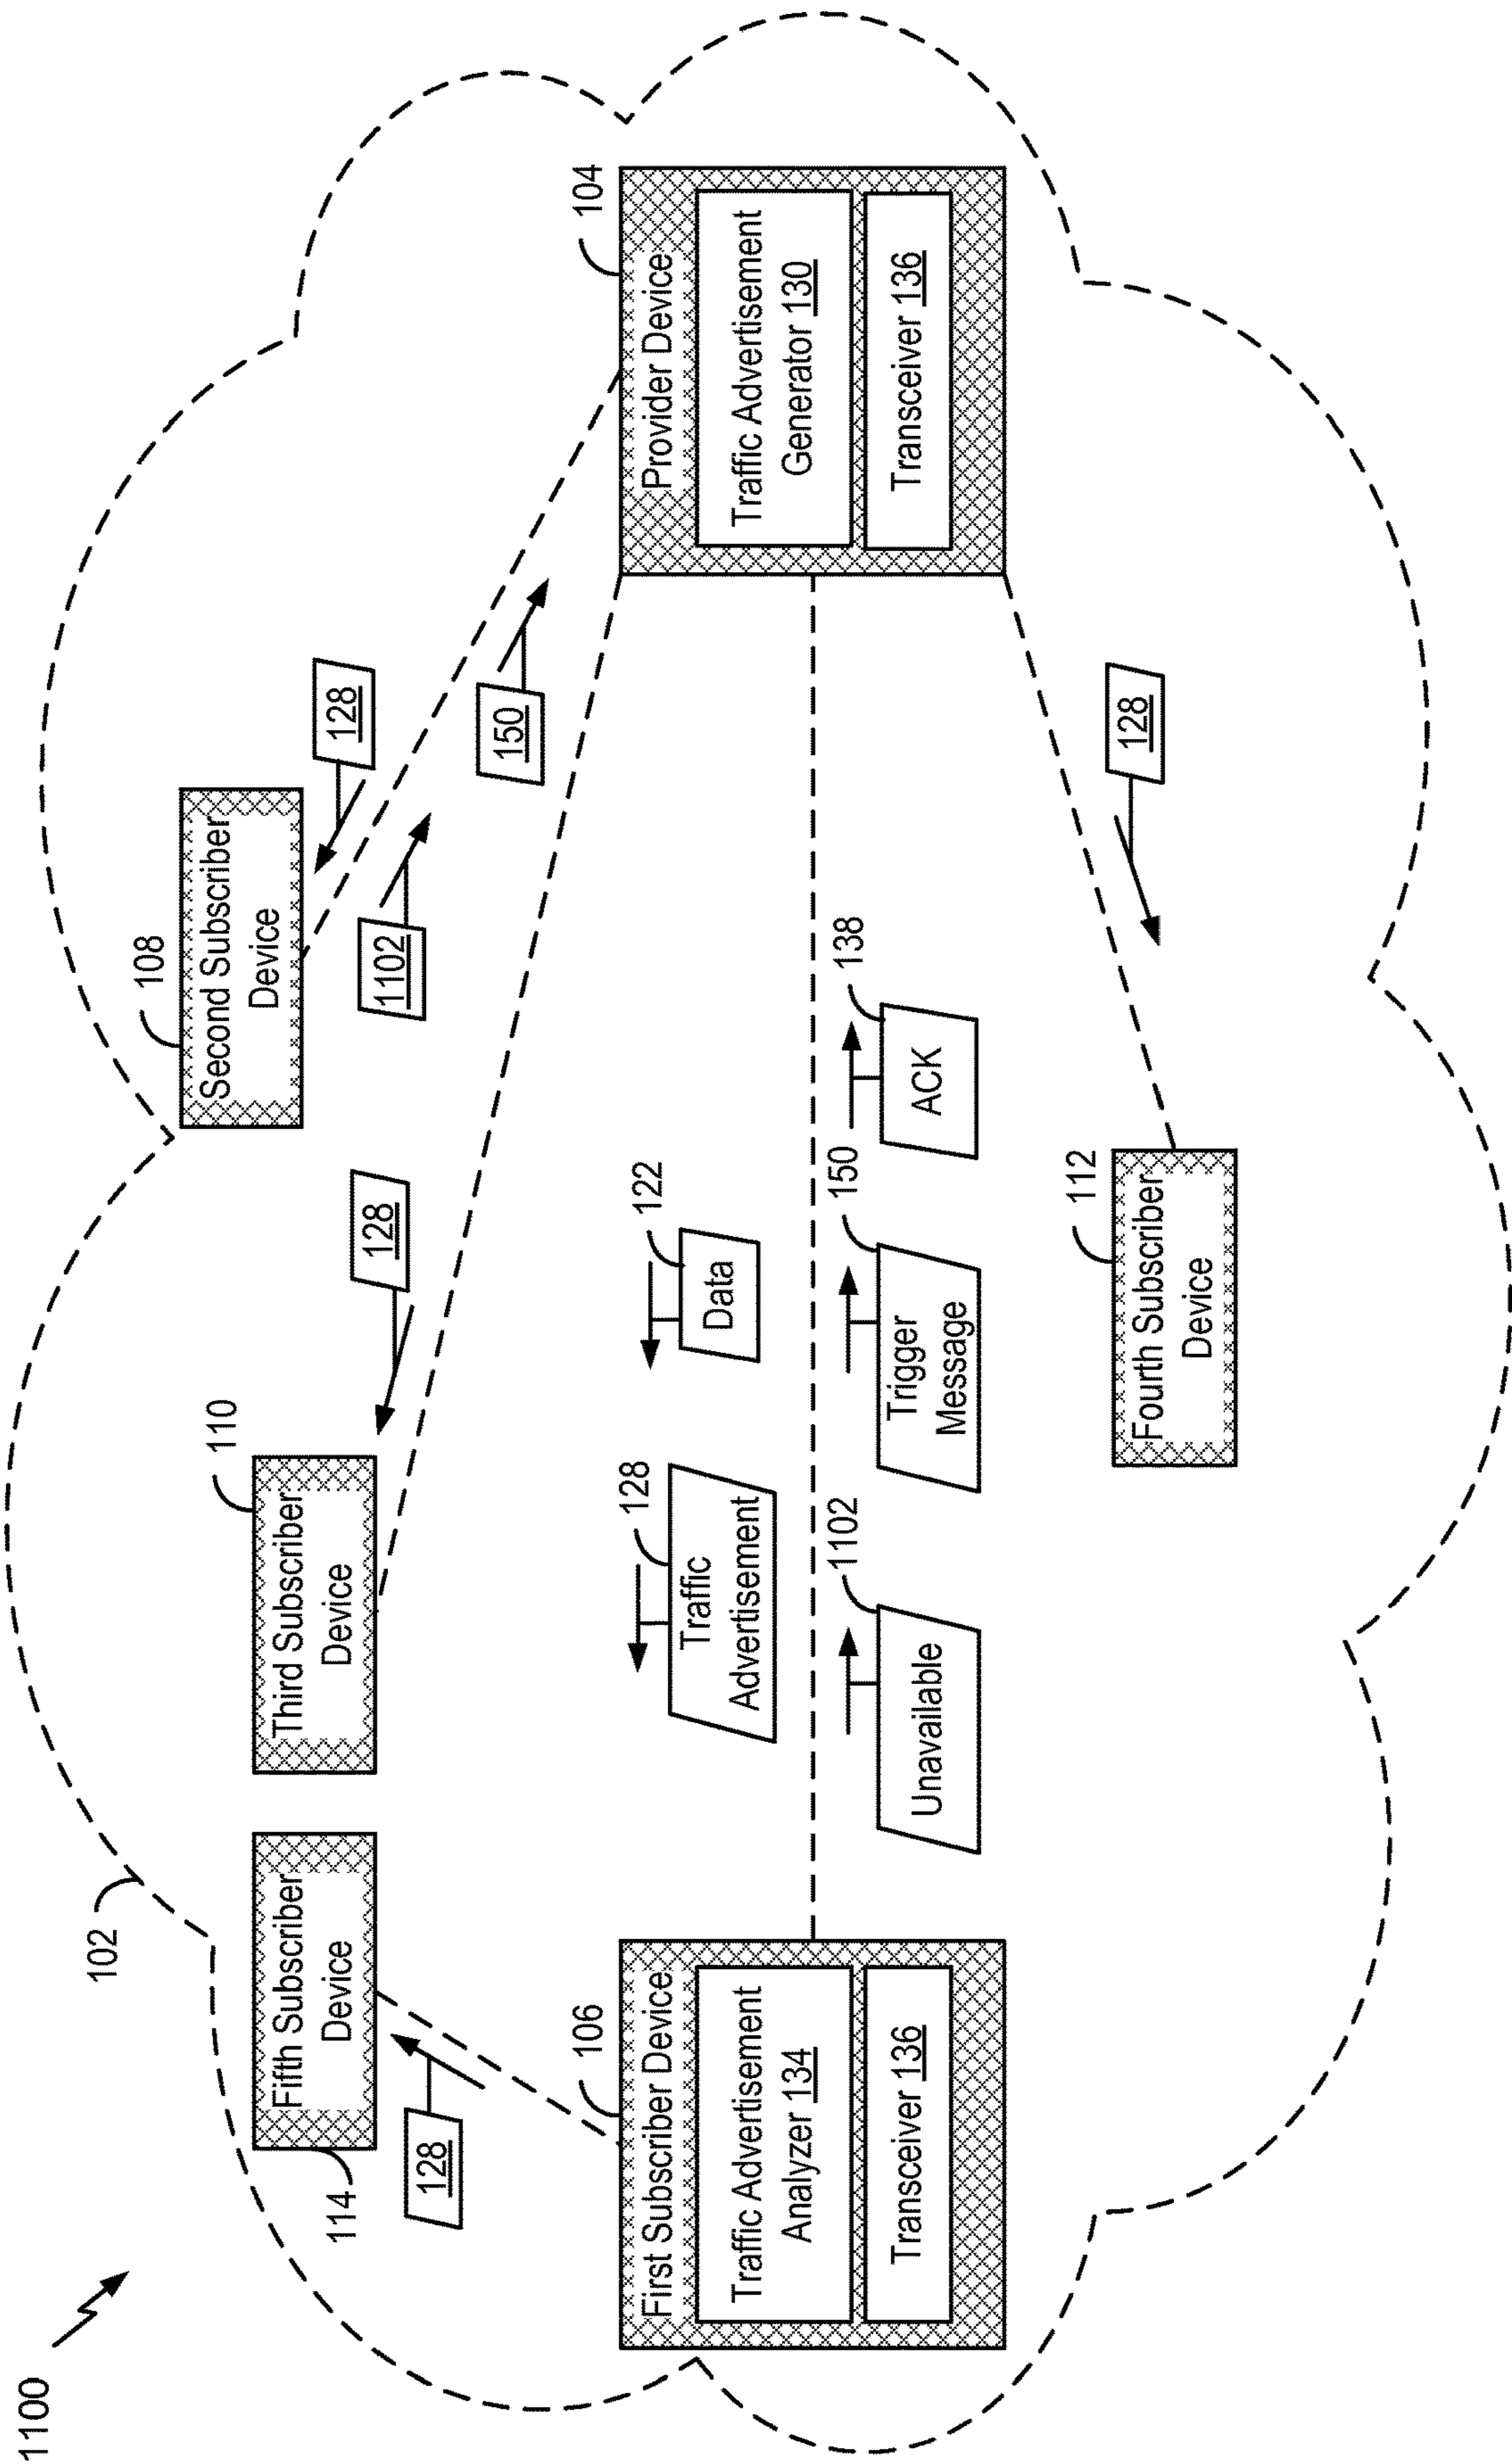 1100
102
108
Second Subscriber
Device
128
1102
150
110
Third Subscriber
Device
128
114
Fifth Subscriber
Device
128
104
Provider Device
Traffic Advertisement
Generator 130
Transceiver 136
106
First Subscriber Device
Traffic Advertisement
Analyzer 134
Transceiver 136
128
Traffic
Advertisement
122
Data
1102
Unavailable
150
Trigger
Message
138
ACK
112
Fourth Subscriber
Device
128